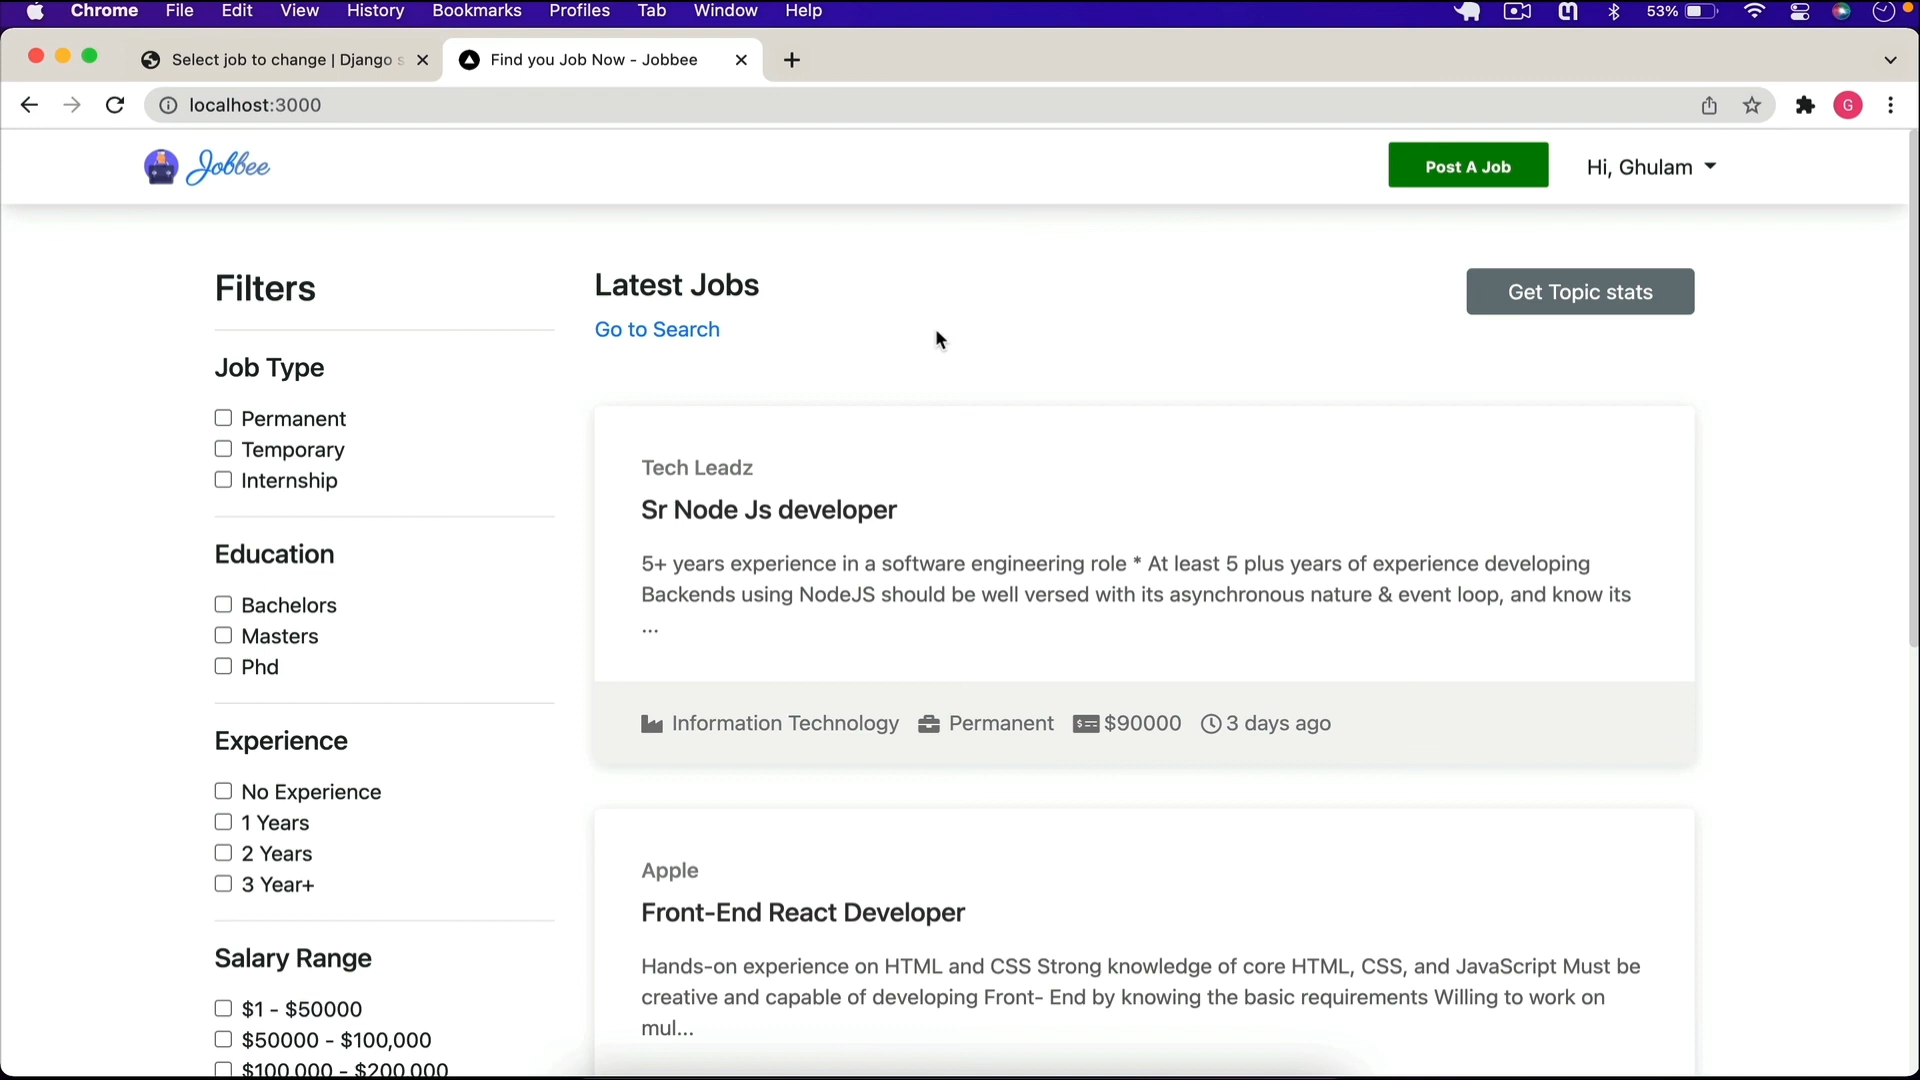 Chrome File Edit View History Bookmarks Profiles Tab Window Help 53%
Select job to change | Django s
Find you Job Now - Jobbee
localhost:3000
G
Jobbee
Post A Job
Hi, Ghulam
Filters
Job Type
Permanent
Temporary
Internship
Education
Bachelors
Masters
Phd
Experience
No Experience
1 Years
2 Years
3 Year+
Salary Range
$1 - $50000
$50000 - $100,000
$100,000 - $200,000
Latest Jobs
Go to Search
Get Topic stats
Tech Leadz
Sr Node Js developer
5+ years experience in a software engineering role * At least 5 plus years of experience developing
Backends using NodeJS should be well versed with its asynchronous nature & event loop, and know its
...
Information Technology Permanent $90000 3 days ago
Apple
Front-End React Developer
Hands-on experience on HTML and CSS Strong knowledge of core HTML, CSS, and JavaScript Must be
creative and capable of developing Front- End by knowing the basic requirements Willing to work on
mul...